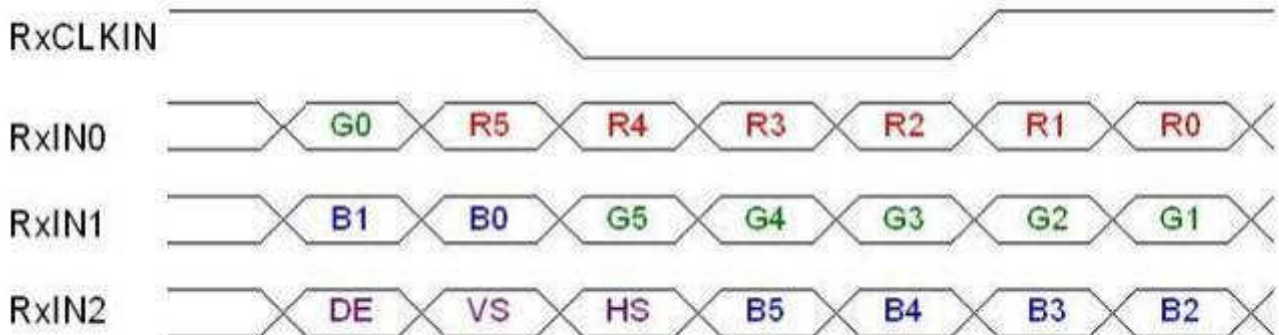 RxCLKIN
RxIN0 G0 R5 R4 R3 R2 R1 R0
RxIN1 B1 B0 G5 G4 G3 G2 G1
RxIN2 DE VS HS B5 B4 B3 B2